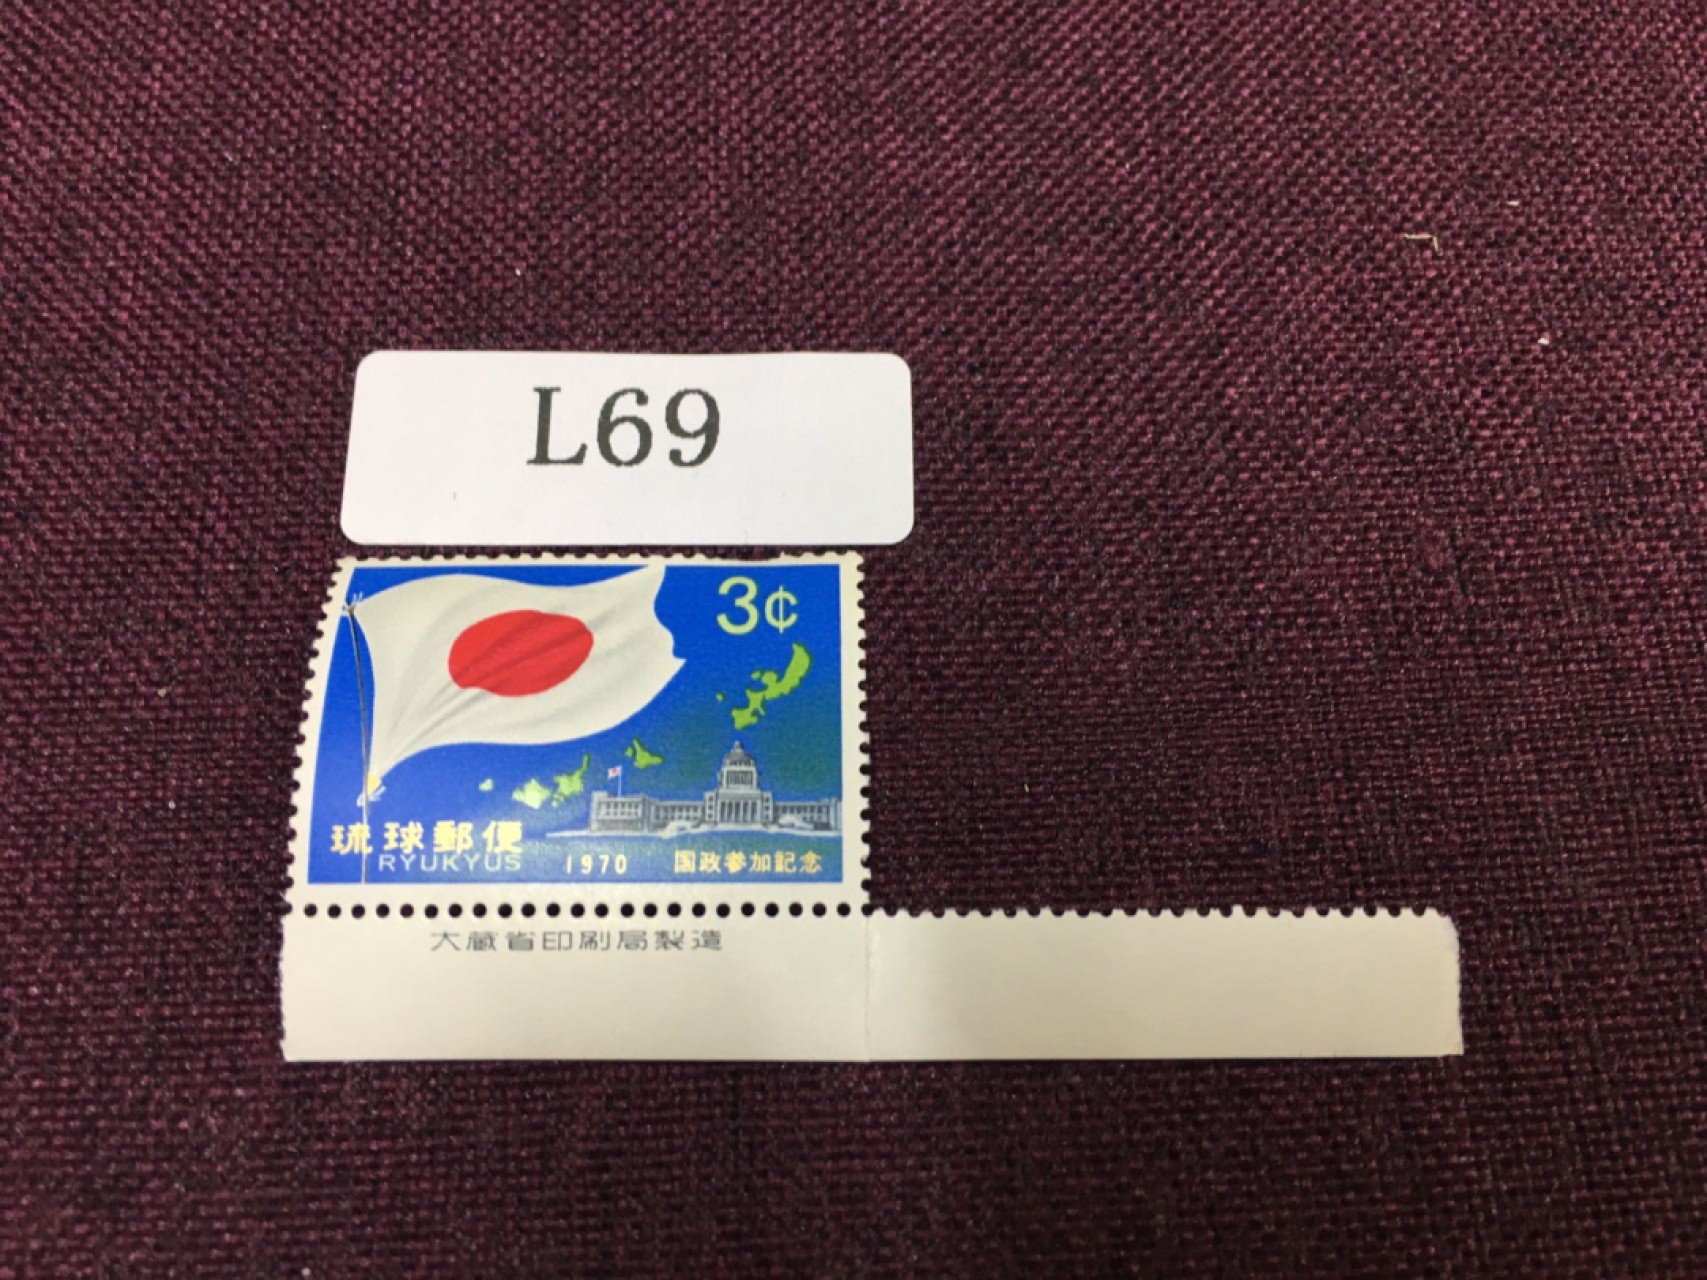 L69
3¢
琉球郵便
RYUKYUS
1970 国政参加記念
大蔵省印刷局製造